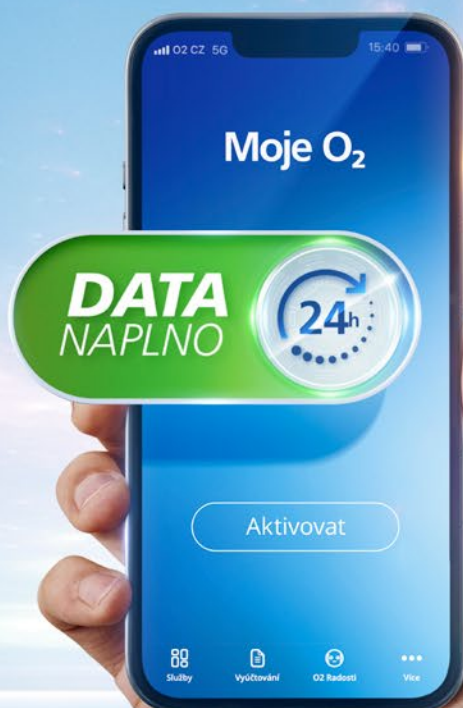 O2 CZ 5G 15:40
Moje O₂
DATA
NAPLNO
24h
Aktivovat
Služby Vyúčtování O2 Radosti Více